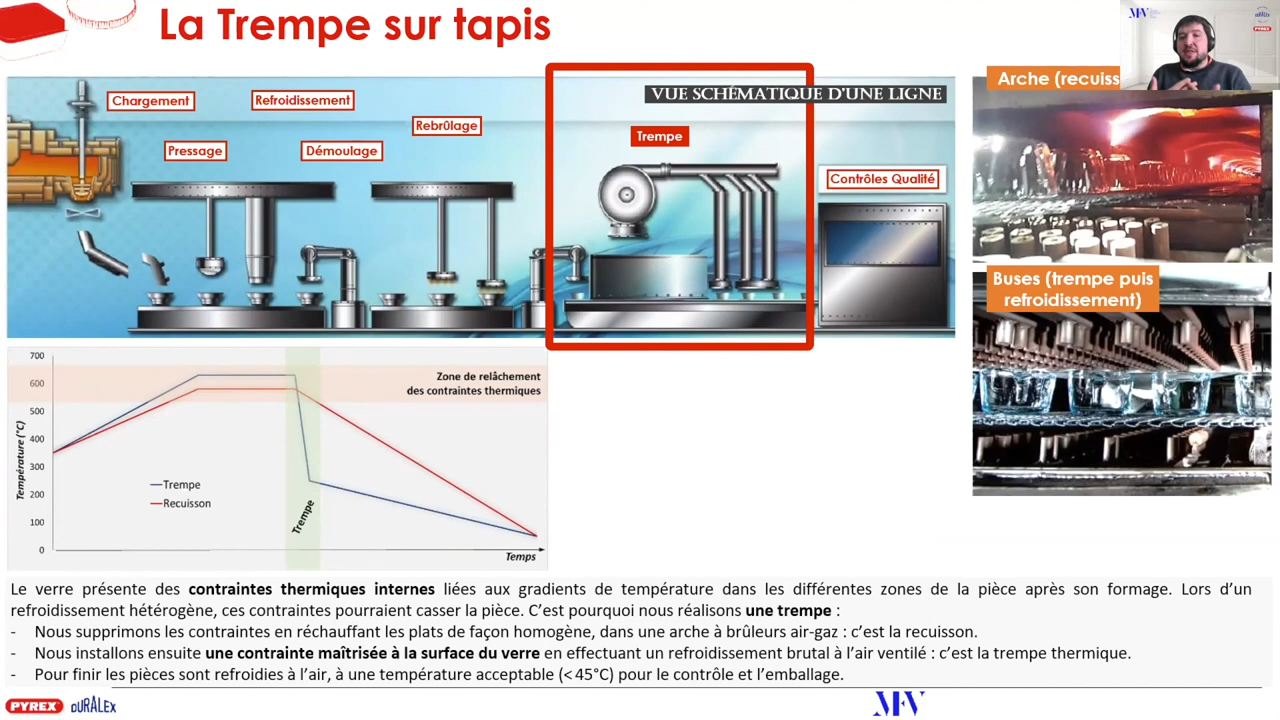 La Trempe sur tapis
MFV
DURALEX
PYREX
Arche (recuiss
VUE SCHÉMATIQUE D'UNE LIGNE
Chargement
Refroidissement
Rebrûlage
Trempe
Pressage
Démoulage
Contrôles Qualité
Buses (trempe puis
refroidissement)
700
600
500
400
300
200
100
0
Température (°C)
Zone de relâchement
des contraintes thermiques
Trempe
Recuisson
Trempe
Temps
Le verre présente des contraintes thermiques internes liées aux gradients de température dans les différentes zones de la pièce après son formage. Lors d'un
refroidissement hétérogène, ces contraintes pourraient casser la pièce. C'est pourquoi nous réalisons une trempe :
- Nous supprimons les contraintes en réchauffant les plats de façon homogène, dans une arche à brûleurs air-gaz : c'est la recuisson.
- Nous installons ensuite une contrainte maîtrisée à la surface du verre en effectuant un refroidissement brutal à l'air ventilé : c'est la trempe thermique.
- Pour finir les pièces sont refroidies à l'air, à une température acceptable (< 45°C) pour le contrôle et l'emballage.
PYREX DURALEX
MFV